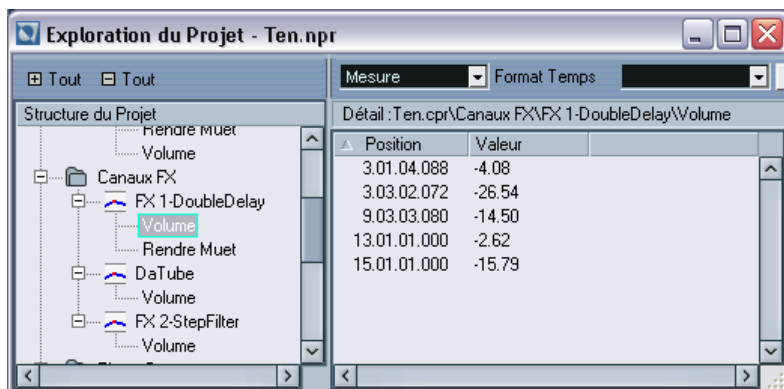 Exploration du Projet - Ten.npr
Tout Tout
Mesure Format Temps
Structure du Projet
Détail :Ten.cpr\Canaux FX\FX 1-DoubleDelay\Volume
Rendre Muet
Volume
Canaux FX
FX 1-DoubleDelay
Volume
Rendre Muet
DaTube
Volume
FX 2-StepFilter
Volume
Position Valeur
3.01.04.088 -4.08
3.03.02.072 -26.54
9.03.03.080 -14.50
13.01.01.000 -2.62
15.01.01.000 -15.79